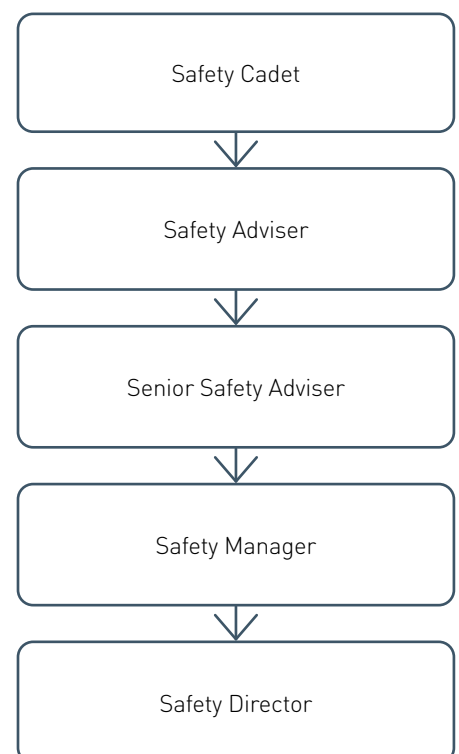 Safety Cadet
Safety Adviser
Senior Safety Adviser
Safety Manager
Safety Director